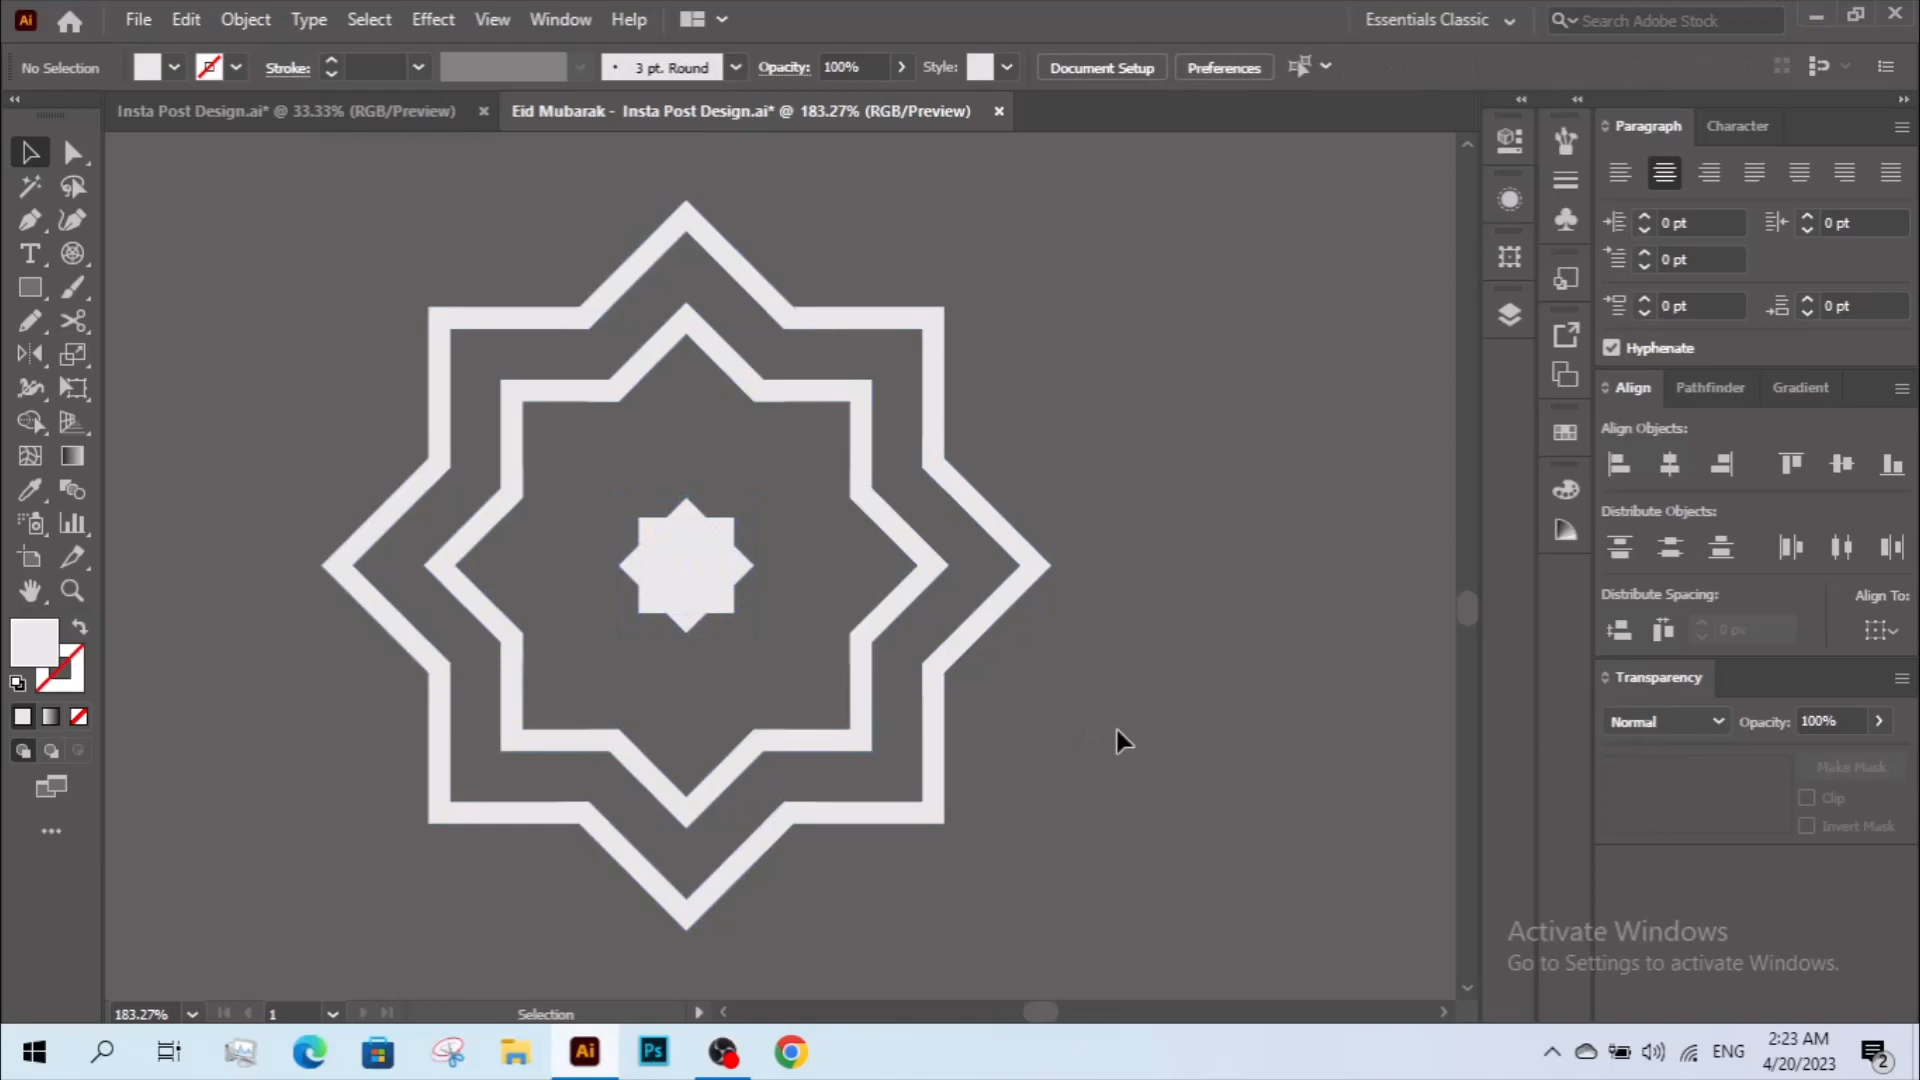 Ai File Edit Object Type Select Effect View Window Help Essentials Classic Search Adobe Stock
No Selection Stroke: 3 pt. Round Opacity: 100% Style: Document Setup Preferences
Insta Post Design.ai* @ 33.33% (RGB/Preview) Eid Mubarak - Insta Post Design.ai* @ 183.27% (RGB/Preview)
Paragraph Character
0 pt 0 pt
0 pt
0 pt 0 pt
Hyphenate
Align Pathfinder Gradient
Align Objects:
Distribute Objects:
Distribute Spacing: Align To:
0 px
Transparency
Normal Opacity: 100%
Make Mask
Clip
Invert Mask
Activate Windows
Go to Settings to activate Windows.
183.27% 1 Selection
Ai Ps ENG 2:23 AM
4/20/2023 2